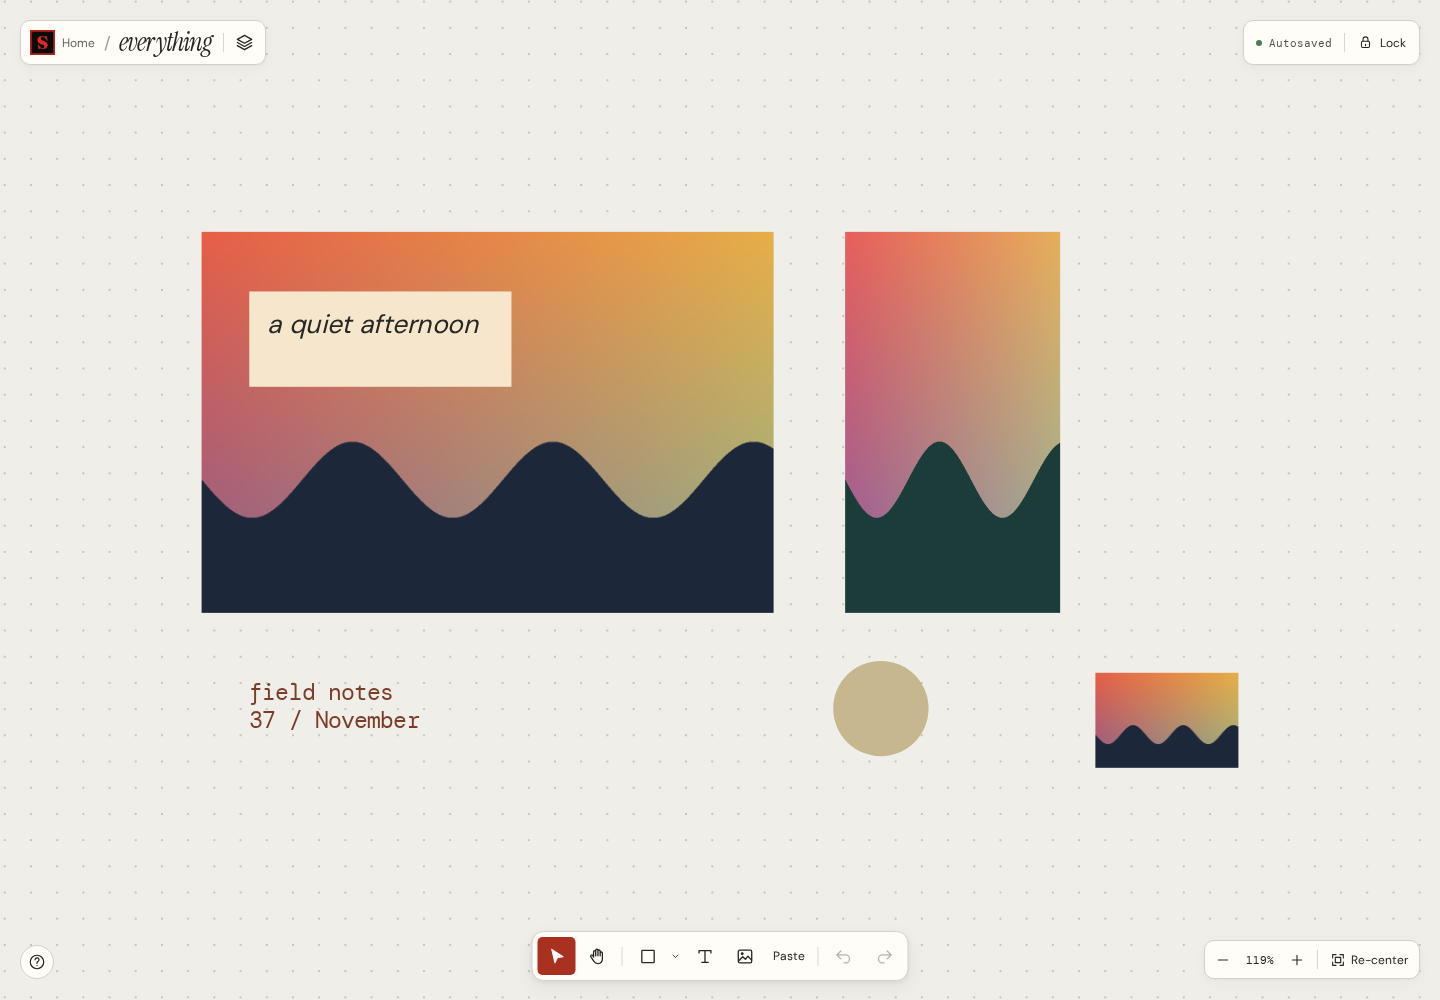 S Home / everything
Autosaved Lock
a quiet afternoon
field notes
37 / November
Paste
119% Re-center